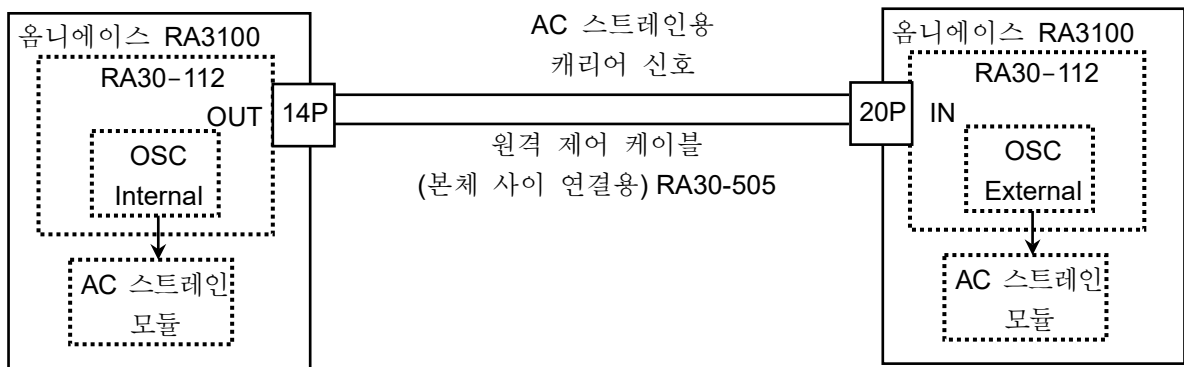 옴니에이스 RA3100
RA30-112
OUT
14P
OSC
Internal
AC 스트레인
모듈
AC 스트레인용
캐리어 신호
원격 제어 케이블
(본체 사이 연결용) RA30-505
옴니에이스 RA3100
RA30-112
20P
IN
OSC
External
AC 스트레인
모듈